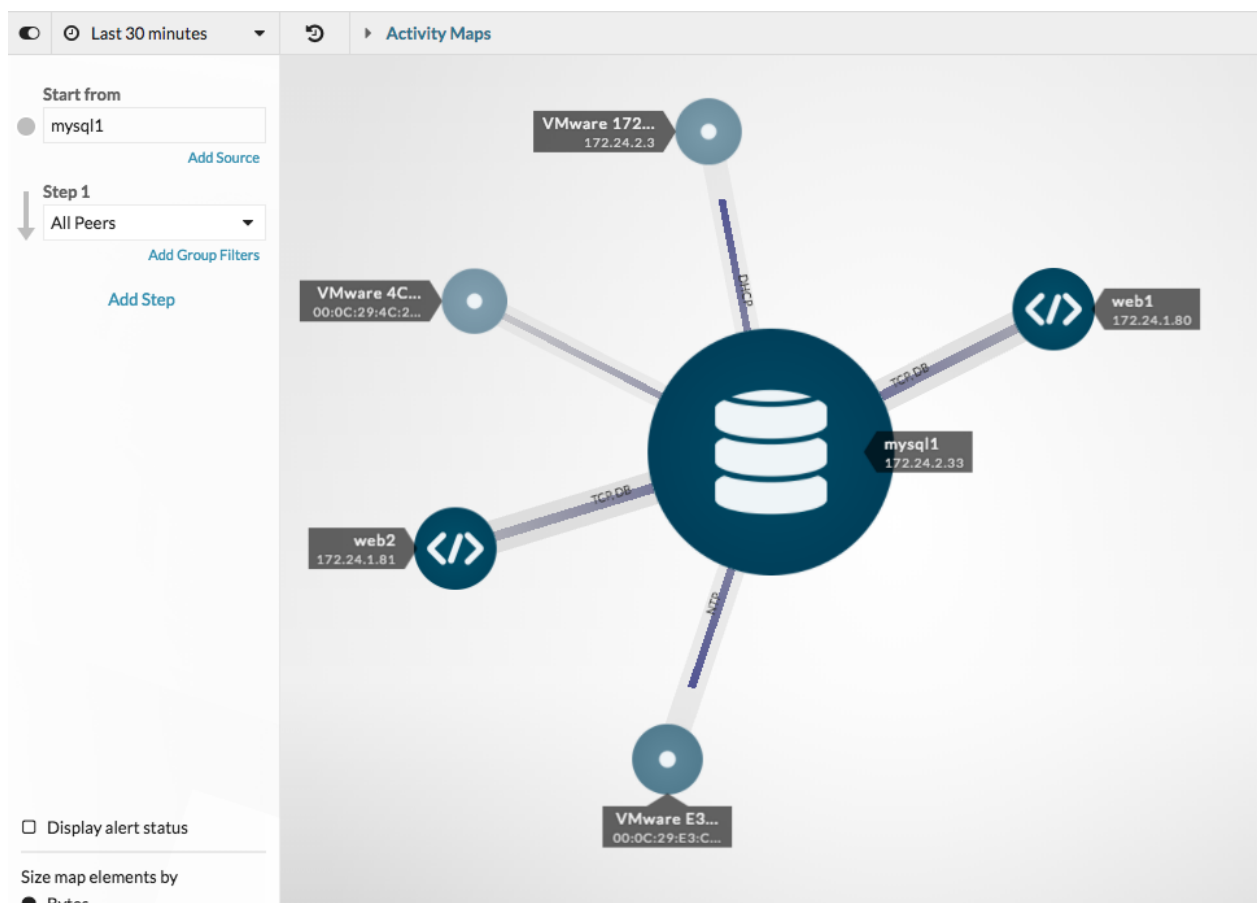 Last 30 minutes
Activity Maps
Start from
mysql1
Add Source
Step 1
All Peers
Add Group Filters
Add Step
VMware 172...
172.24.2.3
DHCP
VMware 4C...
00:0C:29:4C:2...
web1
172.24.1.80
TCP,DB
mysql1
172.24.2.33
TCP,DB
web2
172.24.1.81
NTP
VMware E3...
00:0C:29:E3:C...
Display alert status
Size map elements by
Bytes